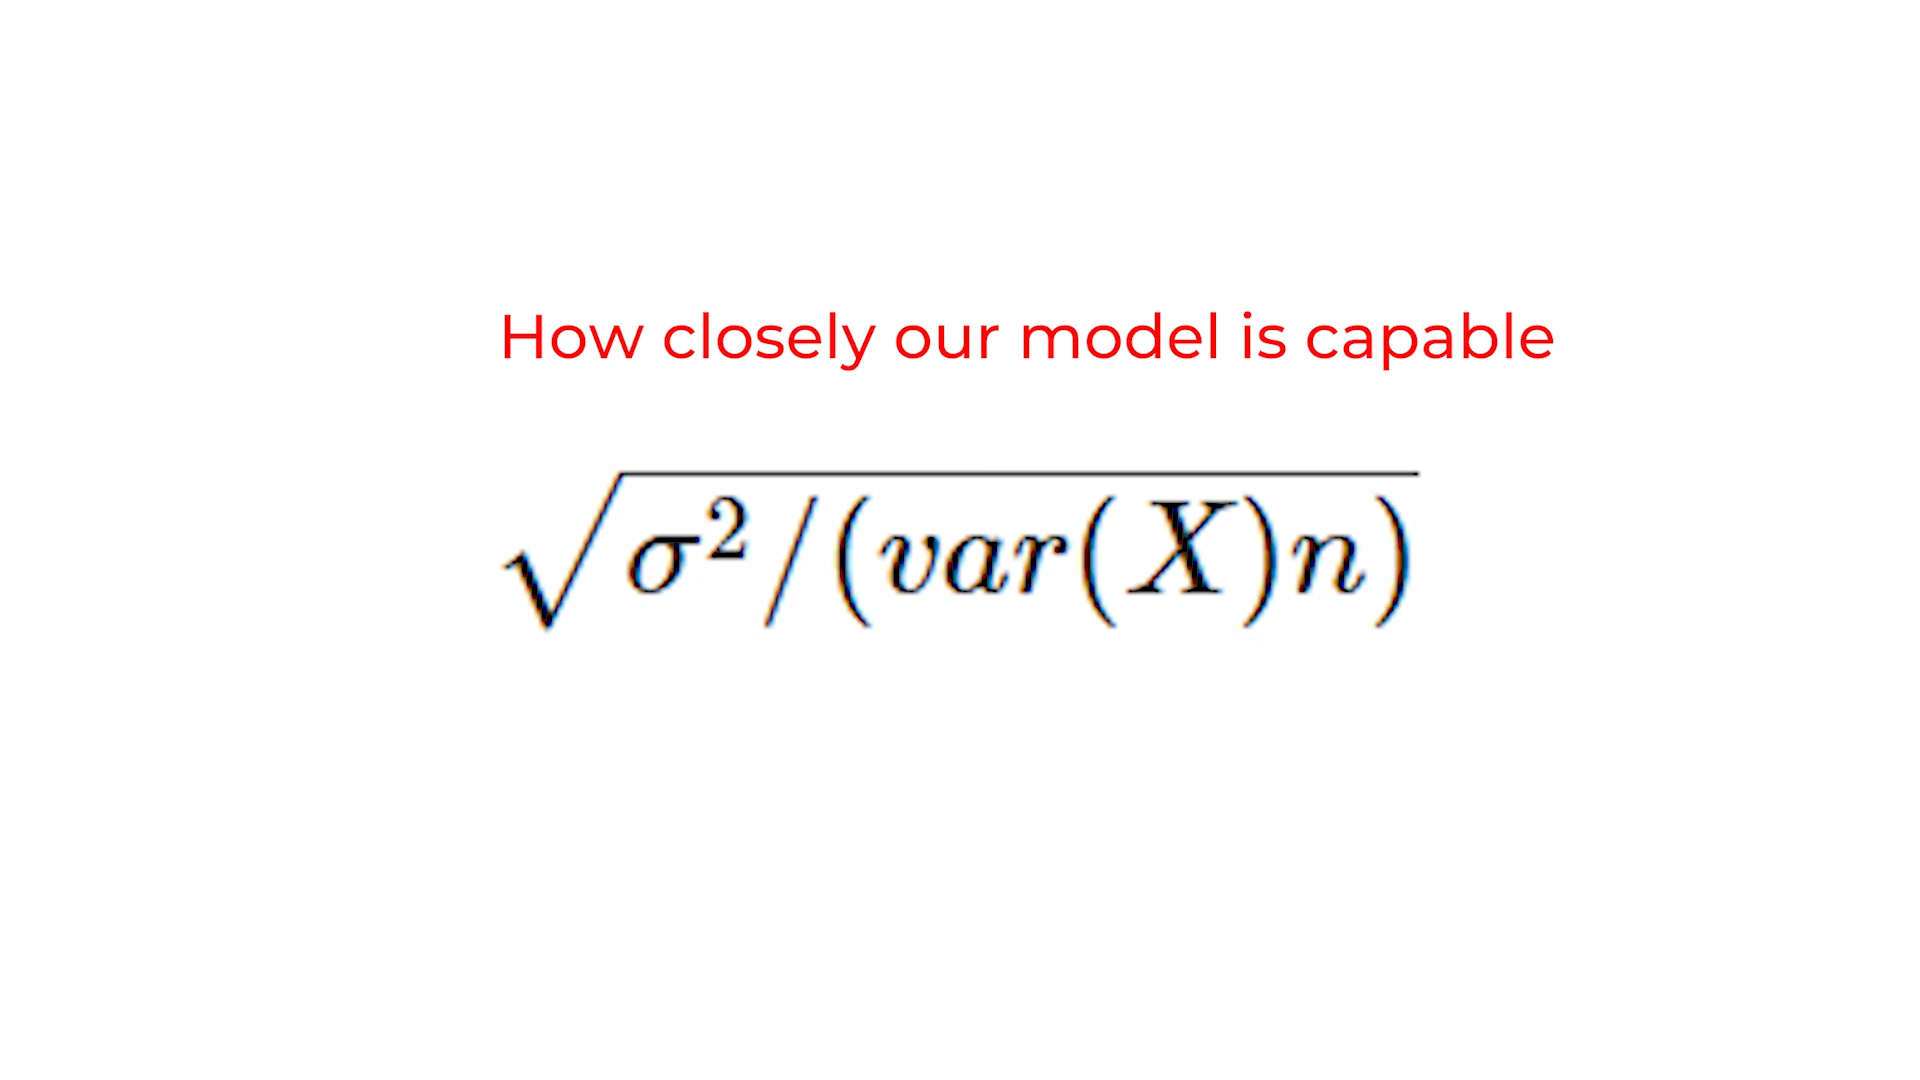 How closely our model is capable
√σ²/(var(X)n)